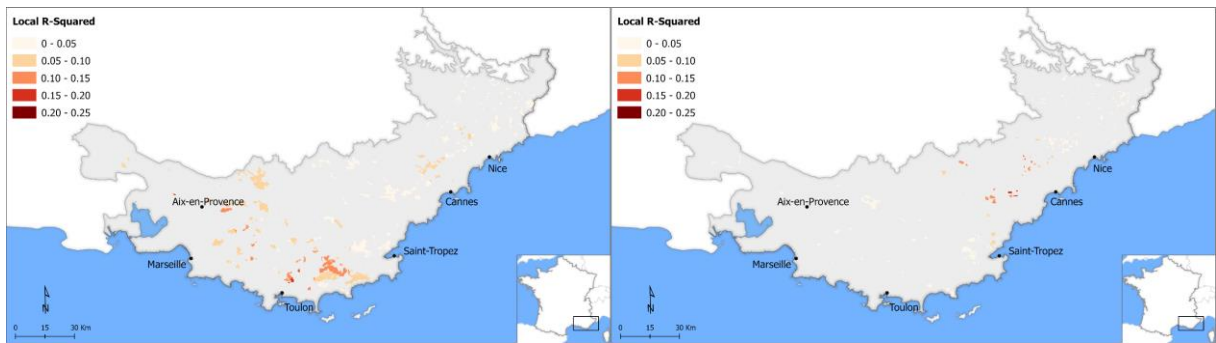 Local R-Squared
0 - 0.05
0.05 - 0.10
0.10 - 0.15
0.15 - 0.20
0.20 - 0.25
Nice
Cannes
Aix-en-Provence
Saint-Tropez
Marseille
Toulon
N
0 15 30 Km
Local R-Squared
0 - 0.05
0.05 - 0.10
0.10 - 0.15
0.15 - 0.20
0.20 - 0.25
Nice
Cannes
Aix-en-Provence
Saint-Tropez
Marseille
Toulon
N
0 15 30 Km